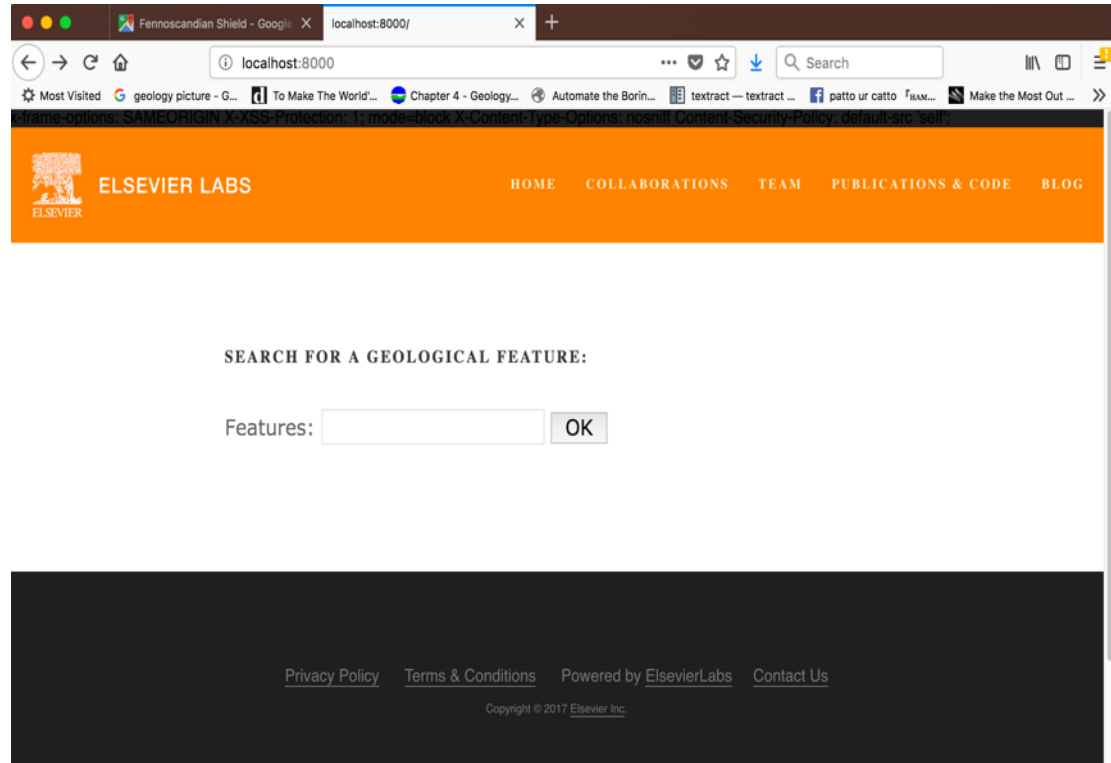 Fennoscandian Shield - Google
localhost:8000/
localhost:8000
Search
Most Visited
geology picture - G...
To Make The World'...
Chapter 4 - Geology...
Automate the Borin...
textract — textract ...
patto ur catto 「HAM...
Make the Most Out ...
x-frame-options: SAMEORIGIN X-XSS-Protection: 1; mode=block X-Content-Type-Options: nosniff Content-Security-Policy: default-src 'self';
ELSEVIER
ELSEVIER LABS
HOME COLLABORATIONS TEAM PUBLICATIONS & CODE BLOG
SEARCH FOR A GEOLOGICAL FEATURE:
Features: OK
Privacy Policy Terms & Conditions Powered by ElsevierLabs Contact Us
Copyright © 2017 Elsevier Inc.